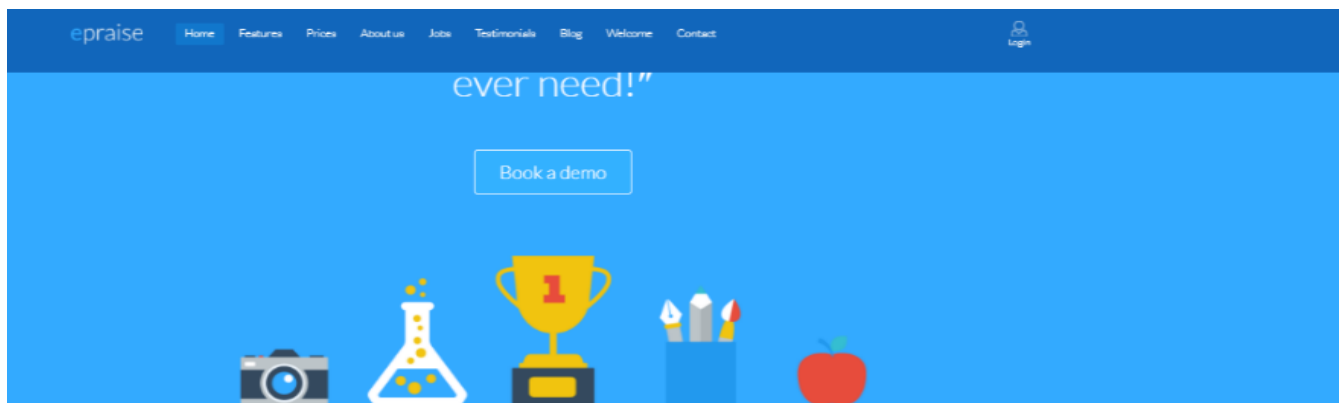 epraise Home Features Prices About us Jobs Testimonials Blog Welcome Contact
Login
ever need!”
Book a demo
1